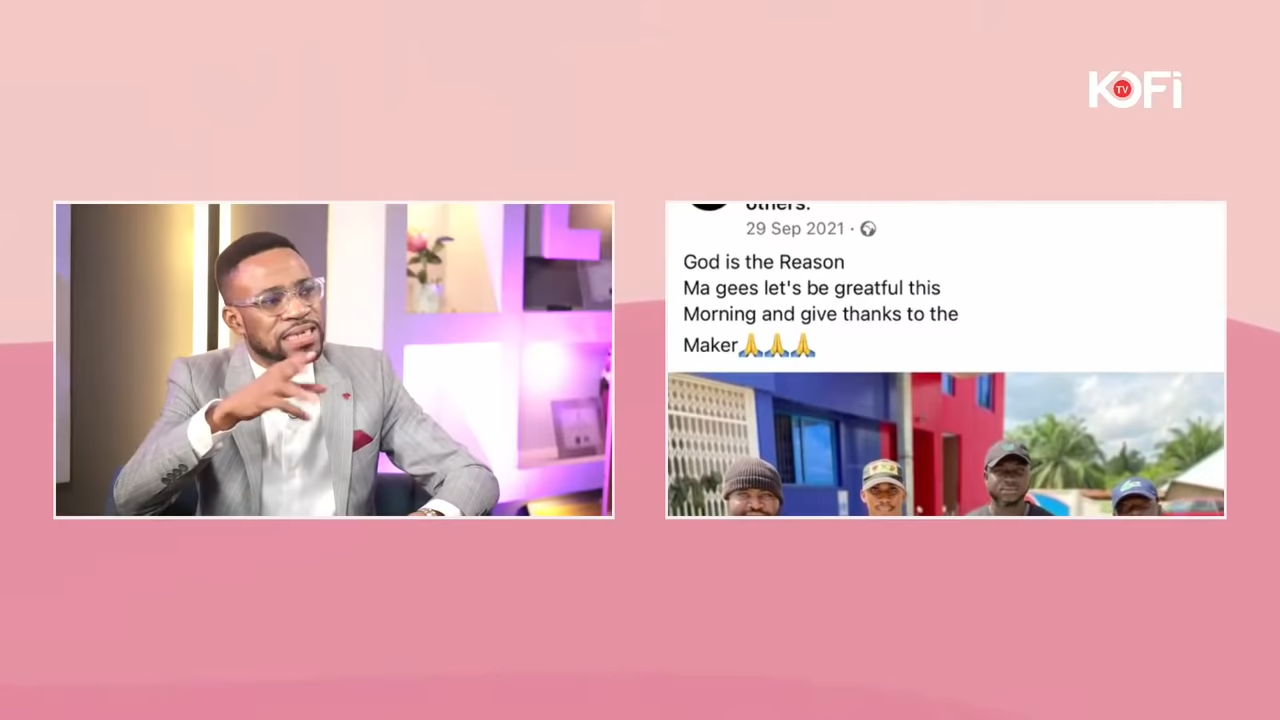 KOFi
TV
others.
29 Sep 2021 ·
God is the Reason
Ma gees let's be greatful this
Morning and give thanks to the
Maker🙏🙏🙏